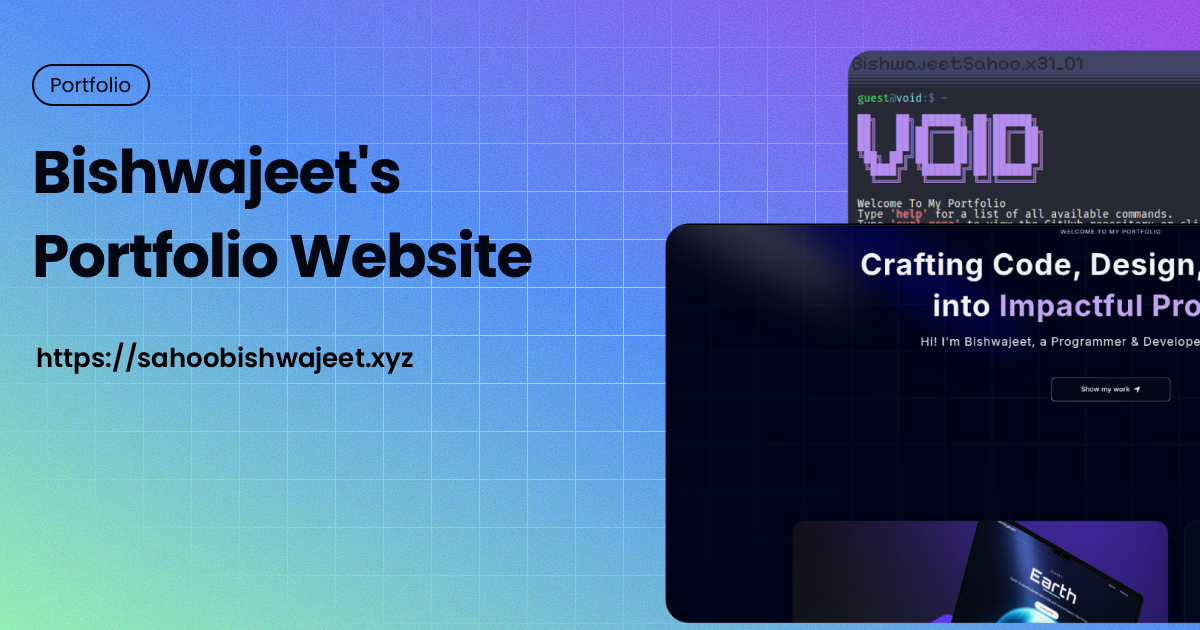 Portfolio
Bishwajeet's
Portfolio Website
https://sahoobishwajeet.xyz
BishwajeetSahoo.x31_01
guest@void:$ ~
VOID
Welcome To My Portfolio
Type 'help' for a list of all available commands.
WELCOME TO MY PORTFOLIO
Crafting Code, Design,
into Impactful Pro
Hi! I'm Bishwajeet, a Programmer & Develope
Show my work
Earth